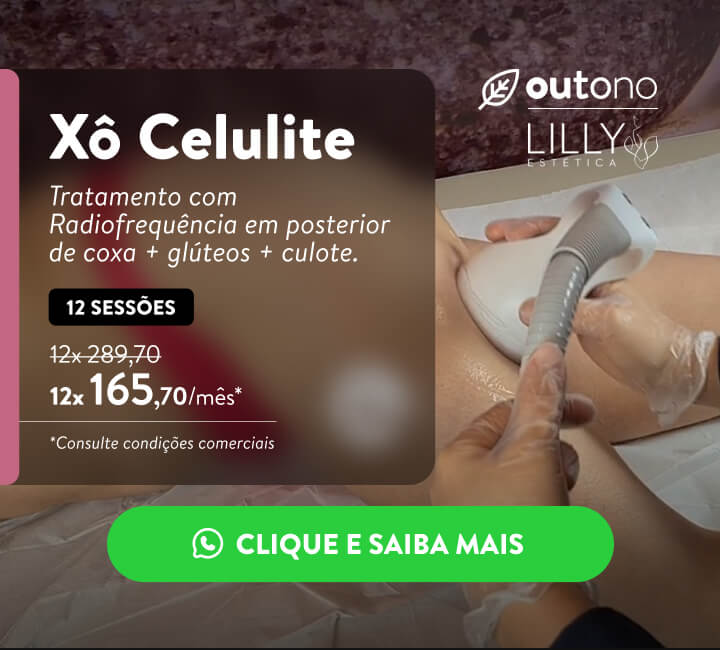 outono
LILLY
ESTÉTICA
Xô Celulite
Tratamento com
Radiofrequência em posterior
de coxa + glúteos + culote.
12 SESSÕES
12x 289,70
12x 165,70/mês*
*Consulte condições comerciais
CLIQUE E SAIBA MAIS